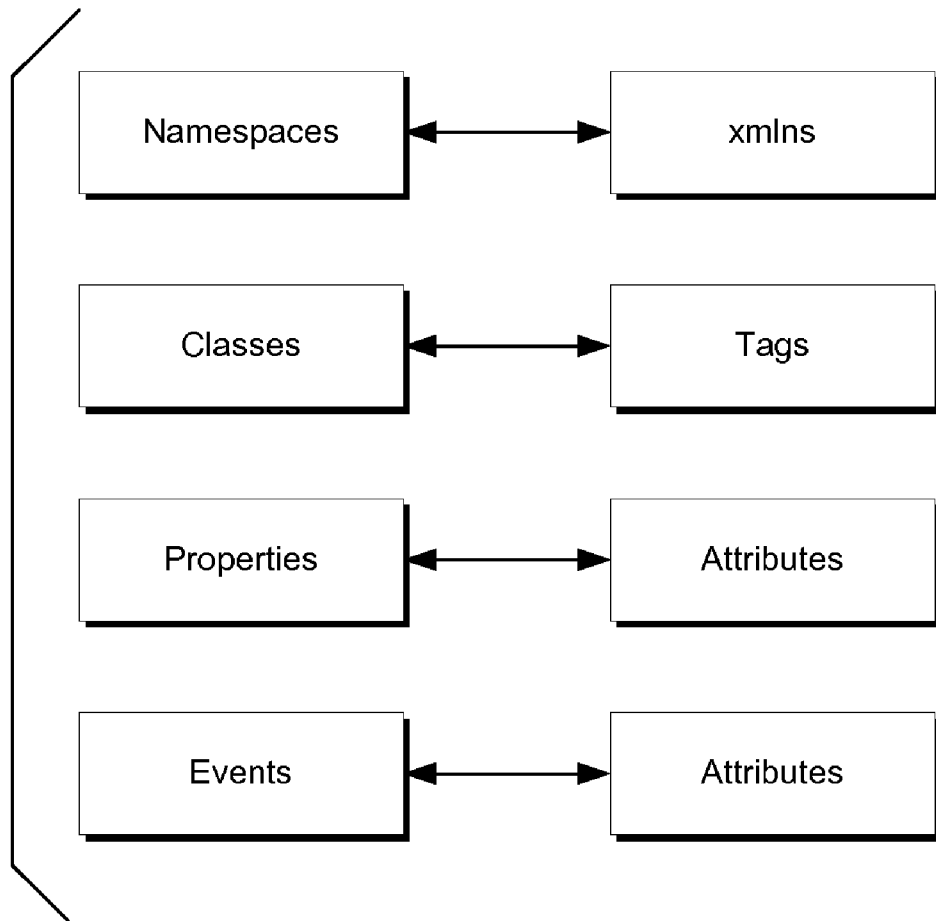 Namespaces
xmlns
Classes
Tags
Properties
Attributes
Events
Attributes